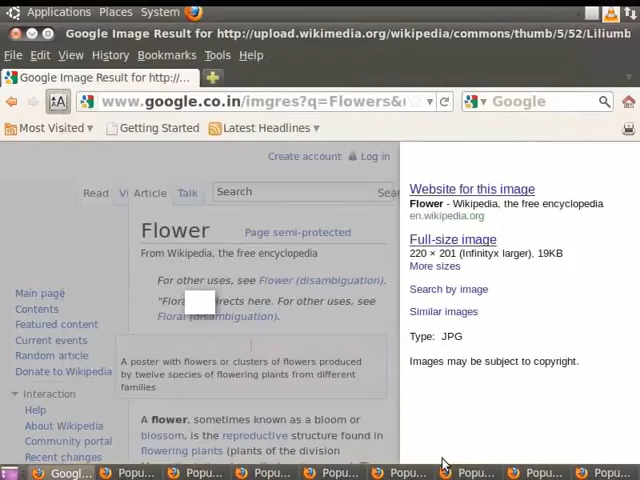 Applications Places System
Google Image Result for http://upload.wikimedia.org/wikipedia/commons/thumb/5/52/Liliumb
File Edit View History Bookmarks Tools Help
Google Image Result for http://...
www.google.co.in/imgres?q=Flowers&
Google
Most Visited
Getting Started
Latest Headlines
Create account
Log in
Read
Article
Talk
Search
Flower
Page semi-protected
From Wikipedia, the free encyclopedia
For other uses, see Flower (disambiguation).
directs here. For other uses, see
Floral (disambiguation).
A poster with flowers or clusters of flowers produced
by twelve species of flowering plants from different
families
A flower, sometimes known as a bloom or
blossom, is the reproductive structure found in
flowering plants (plants of the division
Main page
Contents
Featured content
Current events
Random article
Donate to Wikipedia
Interaction
Help
About Wikipedia
Community portal
Recent changes
Website for this image
Flower - Wikipedia, the free encyclopedia
en.wikipedia.org
Full-size image
220 × 201 (Infinityx larger), 19KB
More sizes
Search by image
Similar images
Type: JPG
Images may be subject to copyright.
Googl... Popu... Popu... Popu... Popu... Popu... Popu... Popu... Popu...